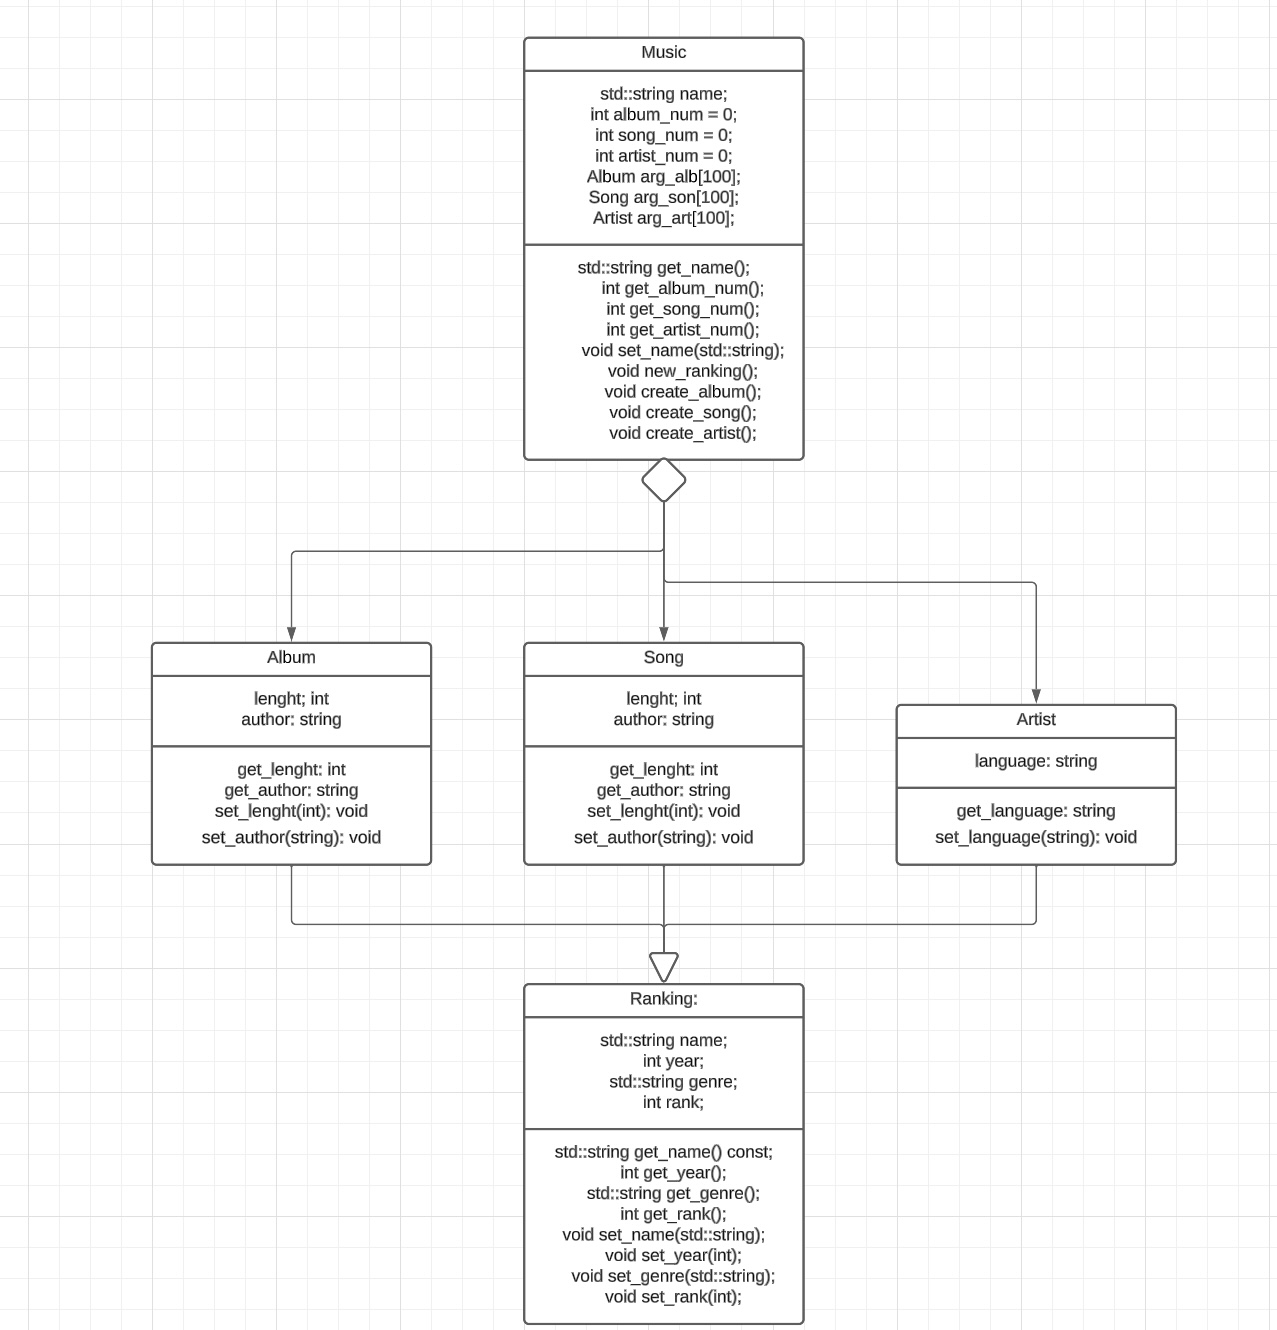 Music
std::string name;
int album_num = 0;
int song_num = 0;
int artist_num = 0;
Album arg_alb[100];
Song arg_son[100];
Artist arg_art[100];
std::string get_name();
int get_album_num();
int get_song_num();
int get_artist_num();
void set_name(std::string);
void new_ranking();
void create_album();
void create_song();
void create_artist();
Album
lenght; int
author: string
get_lenght: int
get_author: string
set_lenght(int): void
set_author(string): void
Song
lenght; int
author: string
get_lenght: int
get_author: string
set_lenght(int): void
set_author(string): void
Artist
language: string
get_language: string
set_language(string): void
Ranking:
std::string name;
int year;
std::string genre;
int rank;
std::string get_name() const;
int get_year();
std::string get_genre();
int get_rank();
void set_name(std::string);
void set_year(int);
void set_genre(std::string);
void set_rank(int);